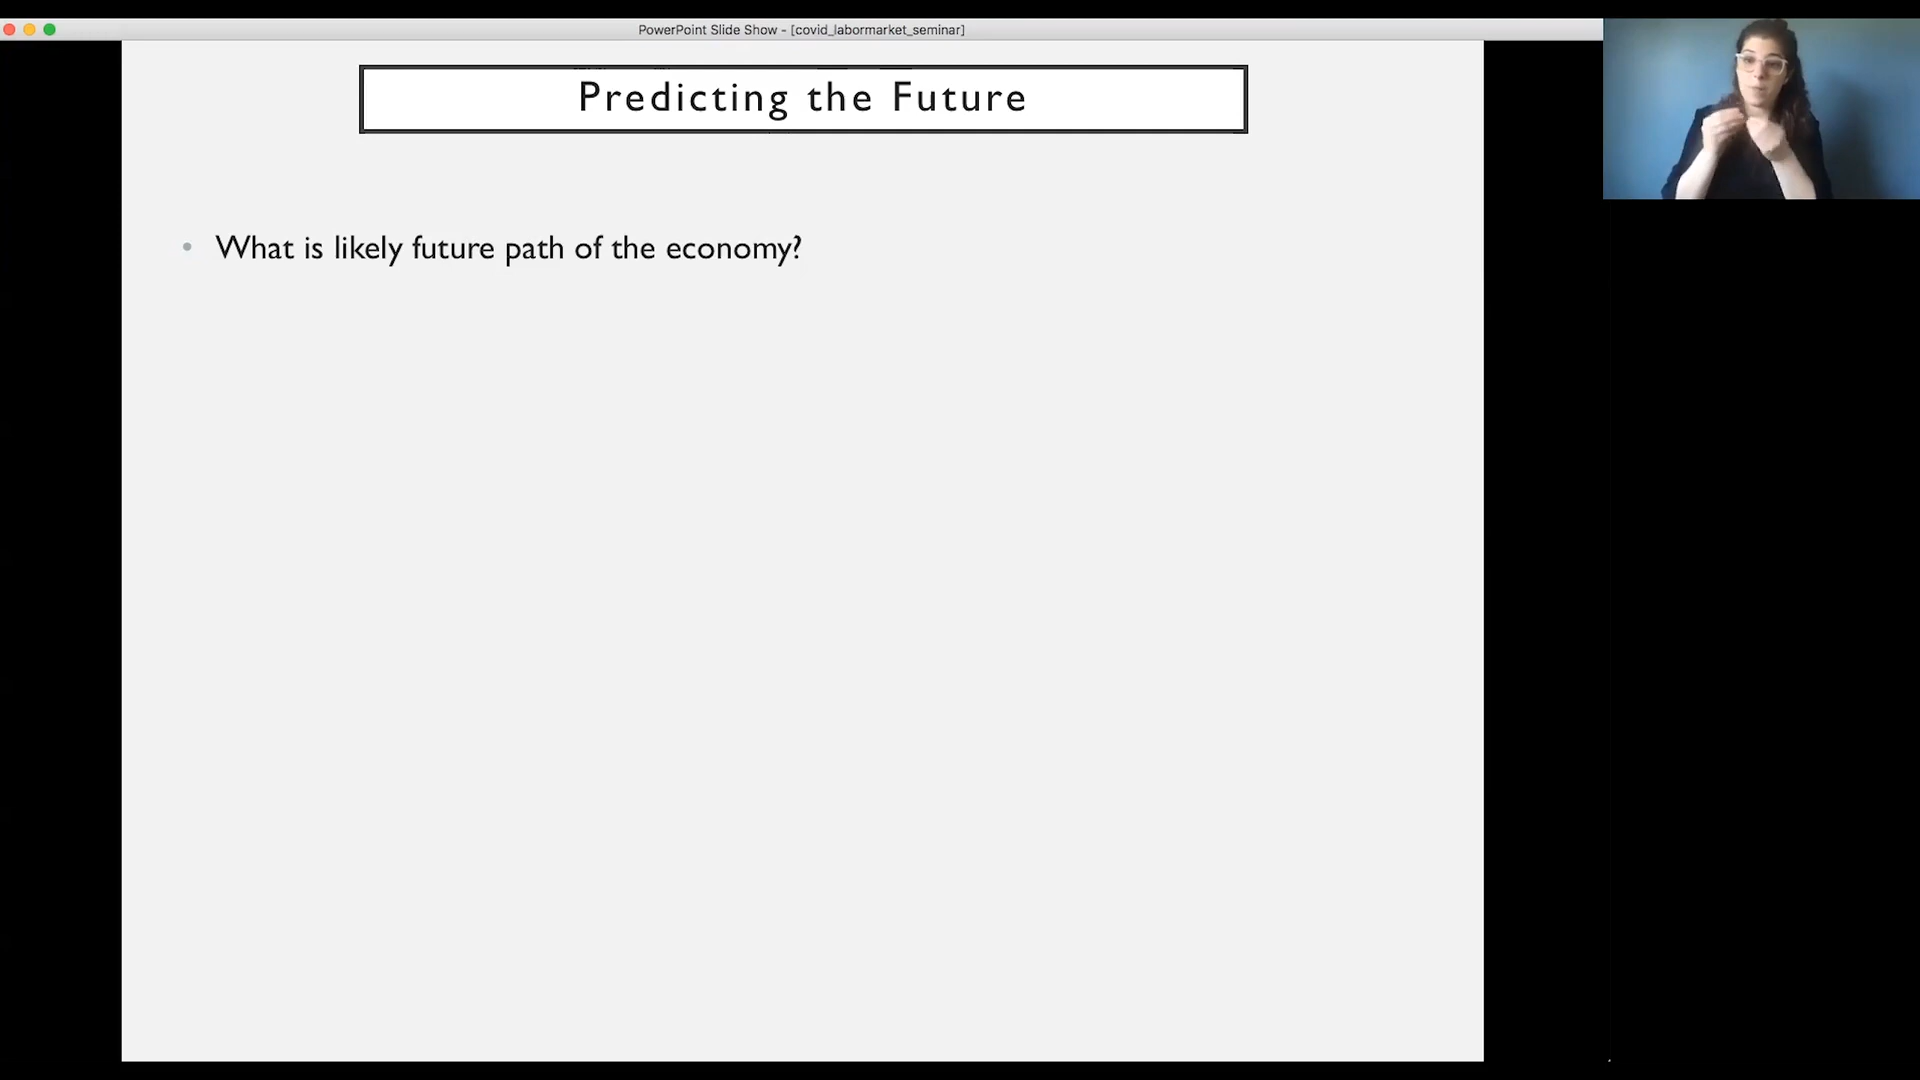 PowerPoint Slide Show - [covid_labormarket_seminar]
Predicting the Future
• What is likely future path of the economy?